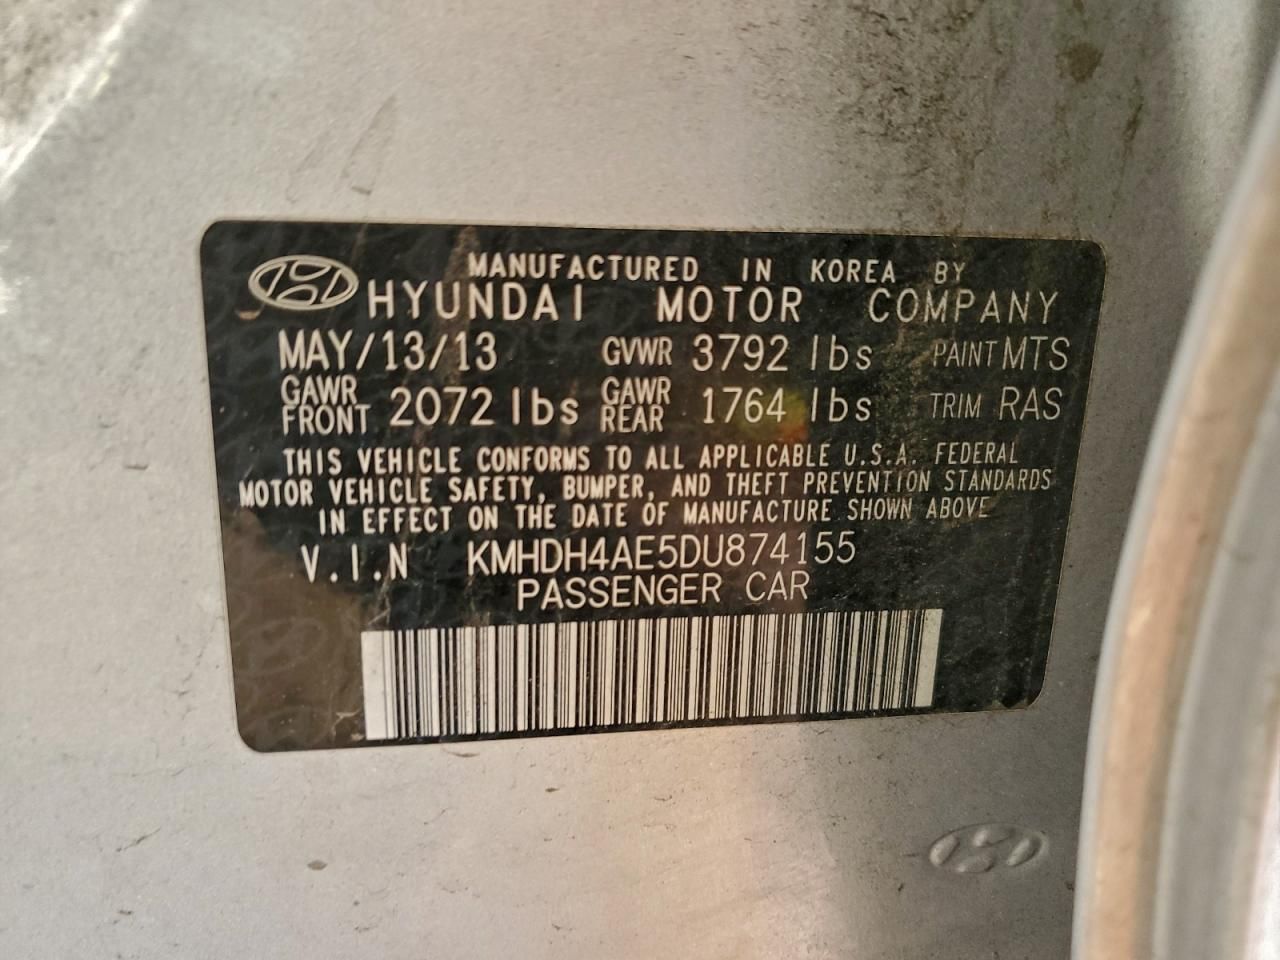 MANUFACTURED IN KOREA BY
HYUNDAI MOTOR COMPANY
MAY/13/13 GVWR 3792 lbs PAINT MTS
GAWR FRONT 2072 lbs GAWR REAR 1764 lbs TRIM RAS
THIS VEHICLE CONFORMS TO ALL APPLICABLE U.S.A. FEDERAL
MOTOR VEHICLE SAFETY, BUMPER, AND THEFT PREVENTION STANDARDS
IN EFFECT ON THE DATE OF MANUFACTURE SHOWN ABOVE
V.I.N KMHDH4AE5DU874155
PASSENGER CAR